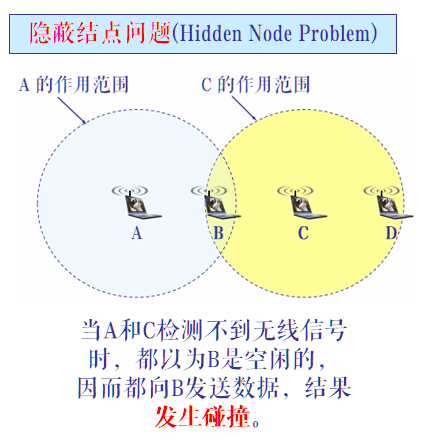 隐蔽结点问题(Hidden Node Problem)
A 的作用范围 C 的作用范围
A B C D
当A和C检测不到无线信号
时，都以为B是空闲的，
因而都向B发送数据，结果
发生碰撞。